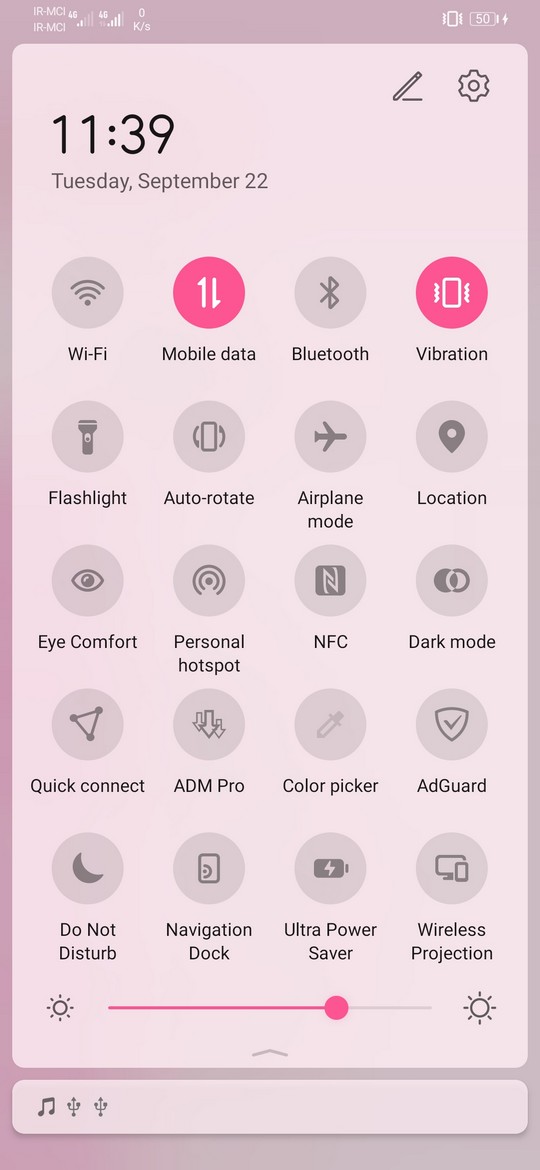 IR-MCI 4G 4G 0
IR-MCI K/s
50
11:39
Tuesday, September 22
Wi-Fi Mobile data Bluetooth Vibration
Flashlight Auto-rotate Airplane mode Location
Eye Comfort Personal hotspot NFC Dark mode
Quick connect ADM Pro Color picker AdGuard
Do Not Disturb Navigation Dock Ultra Power Saver Wireless Projection